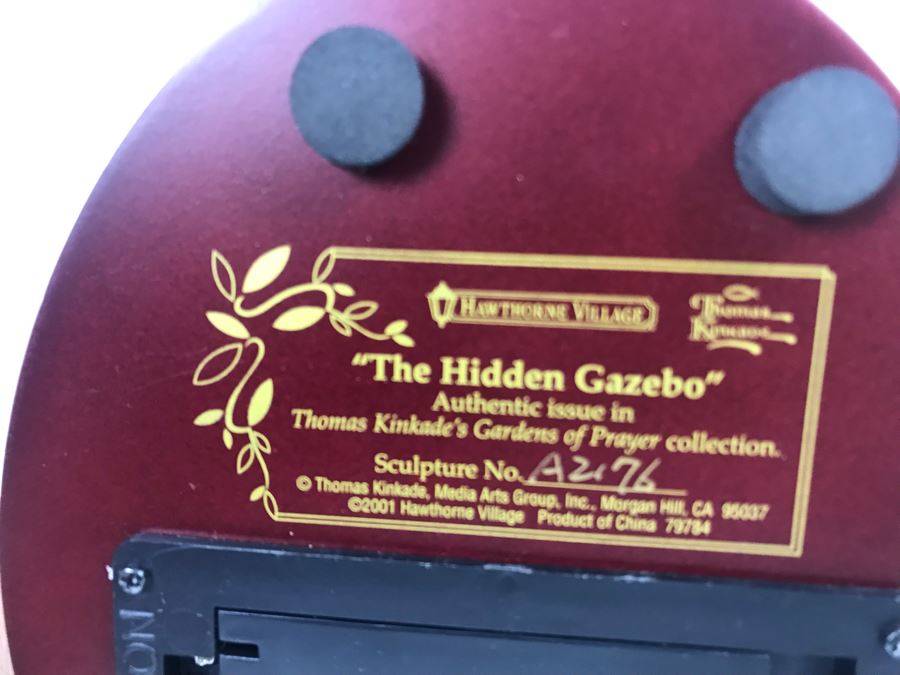 HAWTHORNE VILLAGE
Thomas
Kinkade
"The Hidden Gazebo"
Authentic issue in
Thomas Kinkade's Gardens of Prayer collection.
Sculpture No. A2176
© Thomas Kinkade, Media Arts Group, Inc., Morgan Hill, CA 95037
©2001 Hawthorne Village Product of China 79784
NO